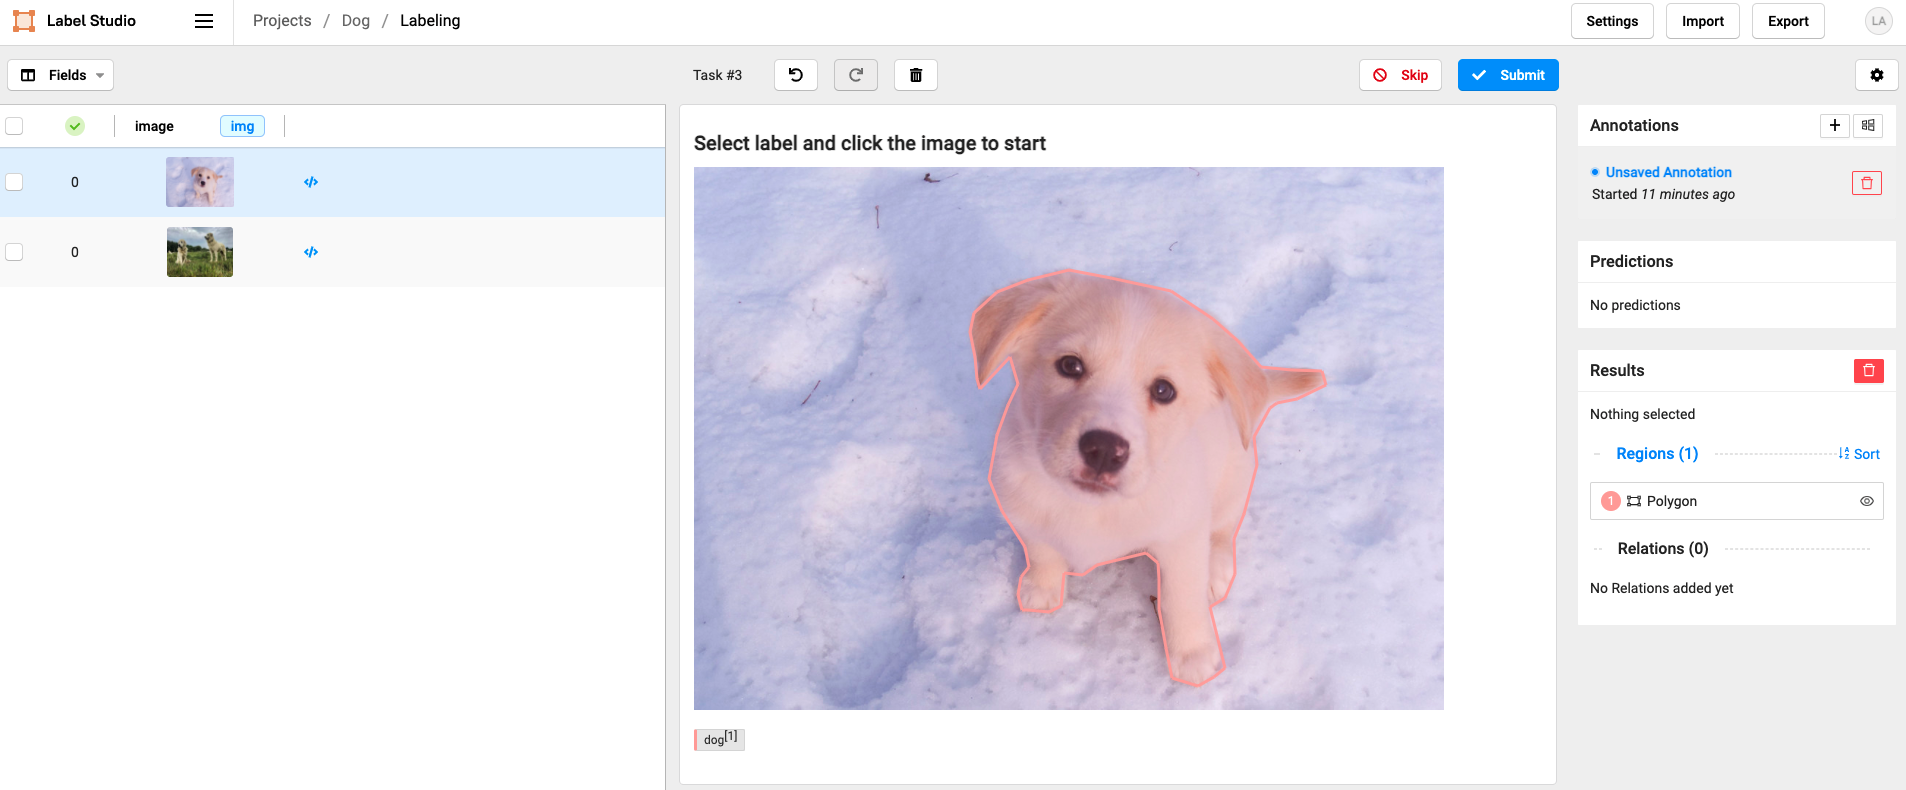 Label Studio
Projects / Dog / Labeling
Settings
Import
Export
LA
Fields
Task #3
Skip
Submit
image
img
0
0
Select label and click the image to start
dog[1]
Annotations
Unsaved Annotation
Started 11 minutes ago
Predictions
No predictions
Results
Nothing selected
Regions (1)
Sort
1 Polygon
Relations (0)
No Relations added yet